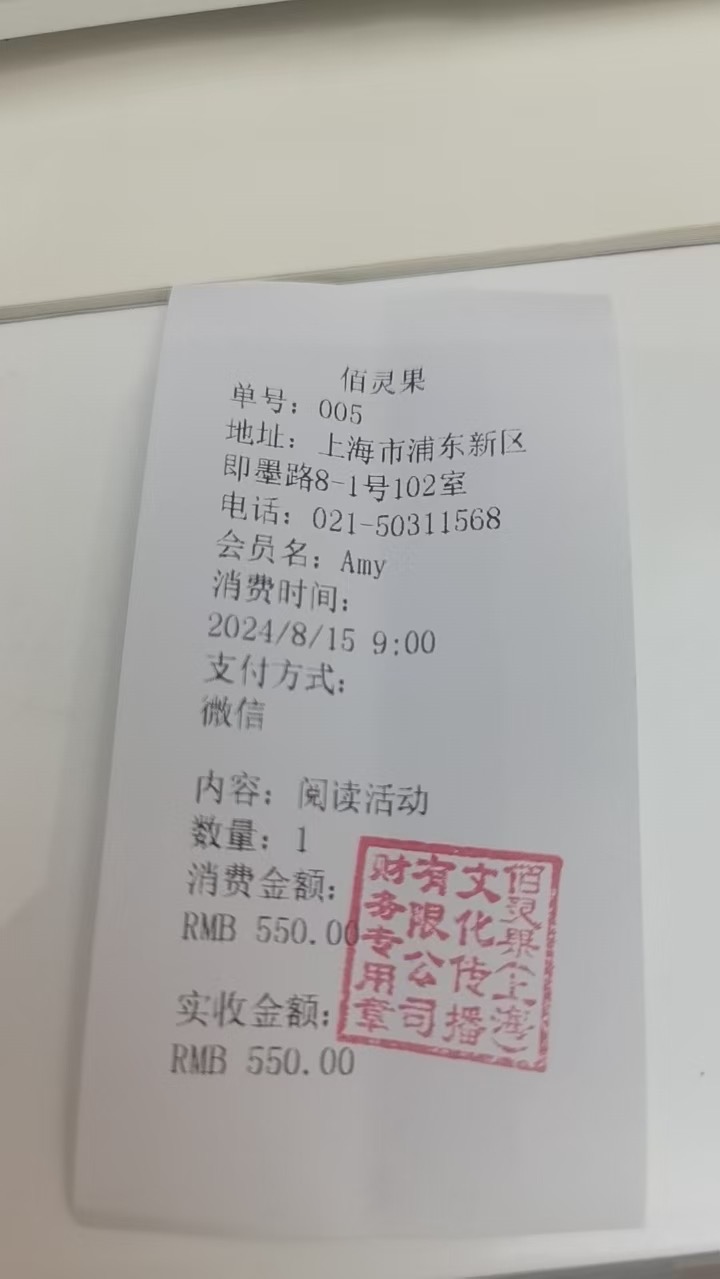 佰灵果
单号：005
地址：上海市浦东新区
即墨路8-1号102室
电话：021-50311568
会员名：Amy
消费时间：
2024/8/15 9:00
支付方式：
微信
内容：阅读活动
数量：1
消费金额：
RMB 550.00
实收金额：
RMB 550.00
佰灵果（上海）
文化传播
有限公司
财务专用章